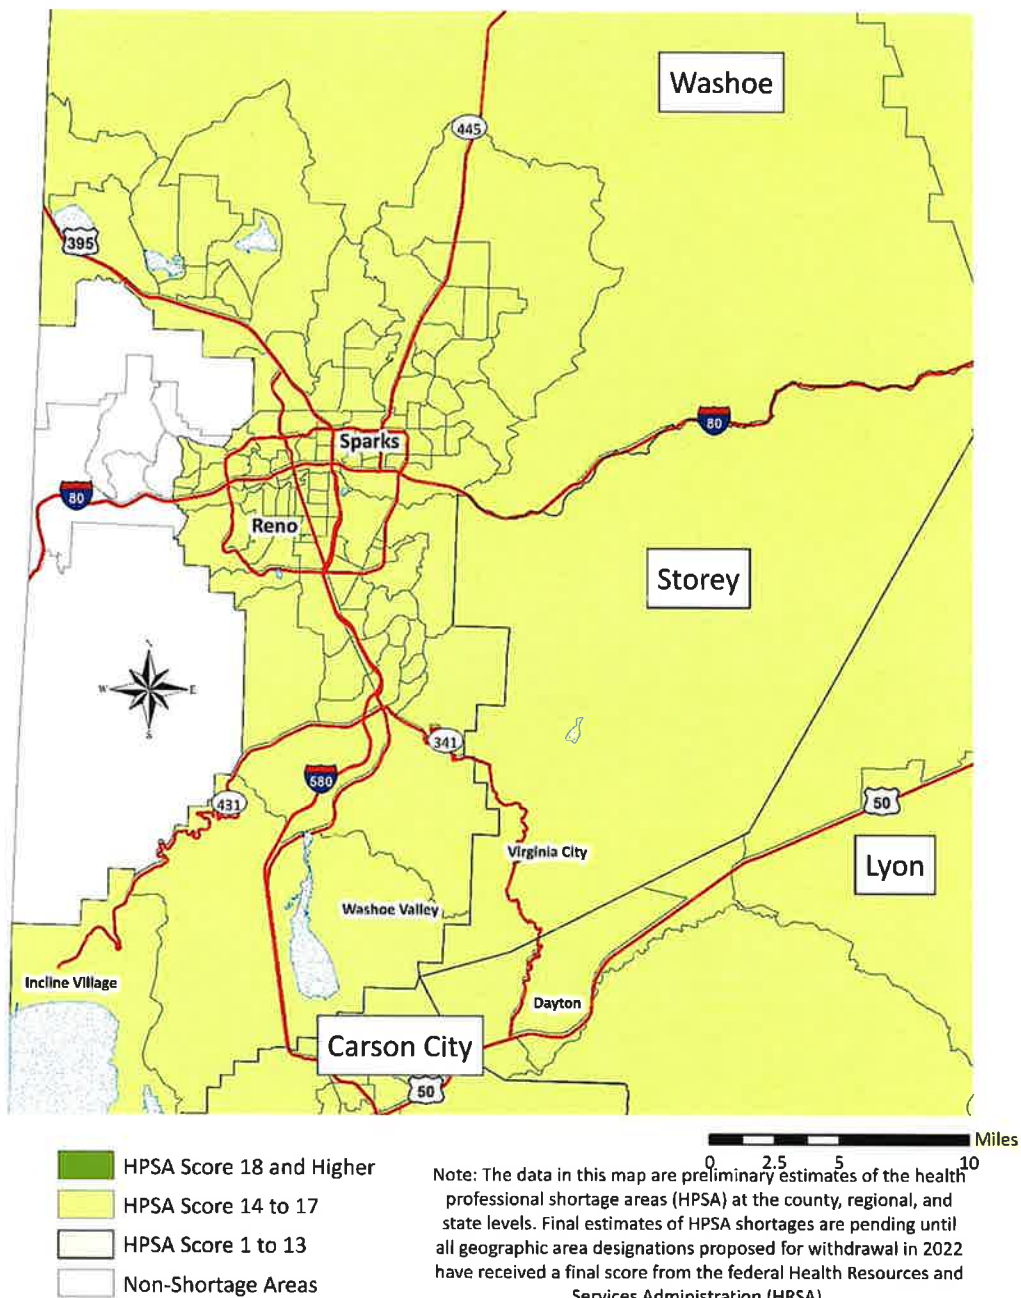 Washoe
445
395
80
Sparks
80
Reno
Storey
N
W E
S
341
580
50
431
Virginia City
Lyon
Washoe Valley
Incline Village
Dayton
Carson City
50
Miles
0 2.5 5 10
HPSA Score 18 and Higher
HPSA Score 14 to 17
HPSA Score 1 to 13
Non-Shortage Areas
Note: The data in this map are preliminary estimates of the health
professional shortage areas (HPSA) at the county, regional, and
state levels. Final estimates of HPSA shortages are pending until
all geographic area designations proposed for withdrawal in 2022
have received a final score from the federal Health Resources and
Services Administration (HRSA)